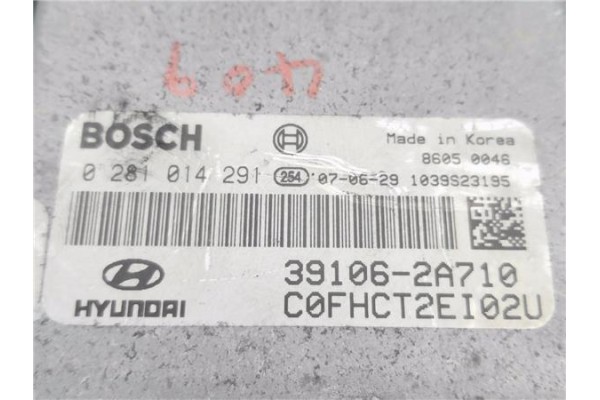 409
BOSCH
Made in Korea
8605 0046
0 281 014 291 254 '07-06-29 1039S23195
39106-2A710
HYUNDAI C0FHCT2EI02U